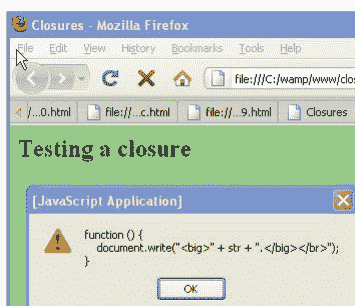 Closures - Mozilla Firefox
File Edit View History Bookmarks Tools Help
file:///C:/wamp/www/clos
/...0.html file://...c.html file://...9.html Closures
Testing a closure
[JavaScript Application]
function () {
document.write("<big>" + str + ".</big></br>");
}
OK